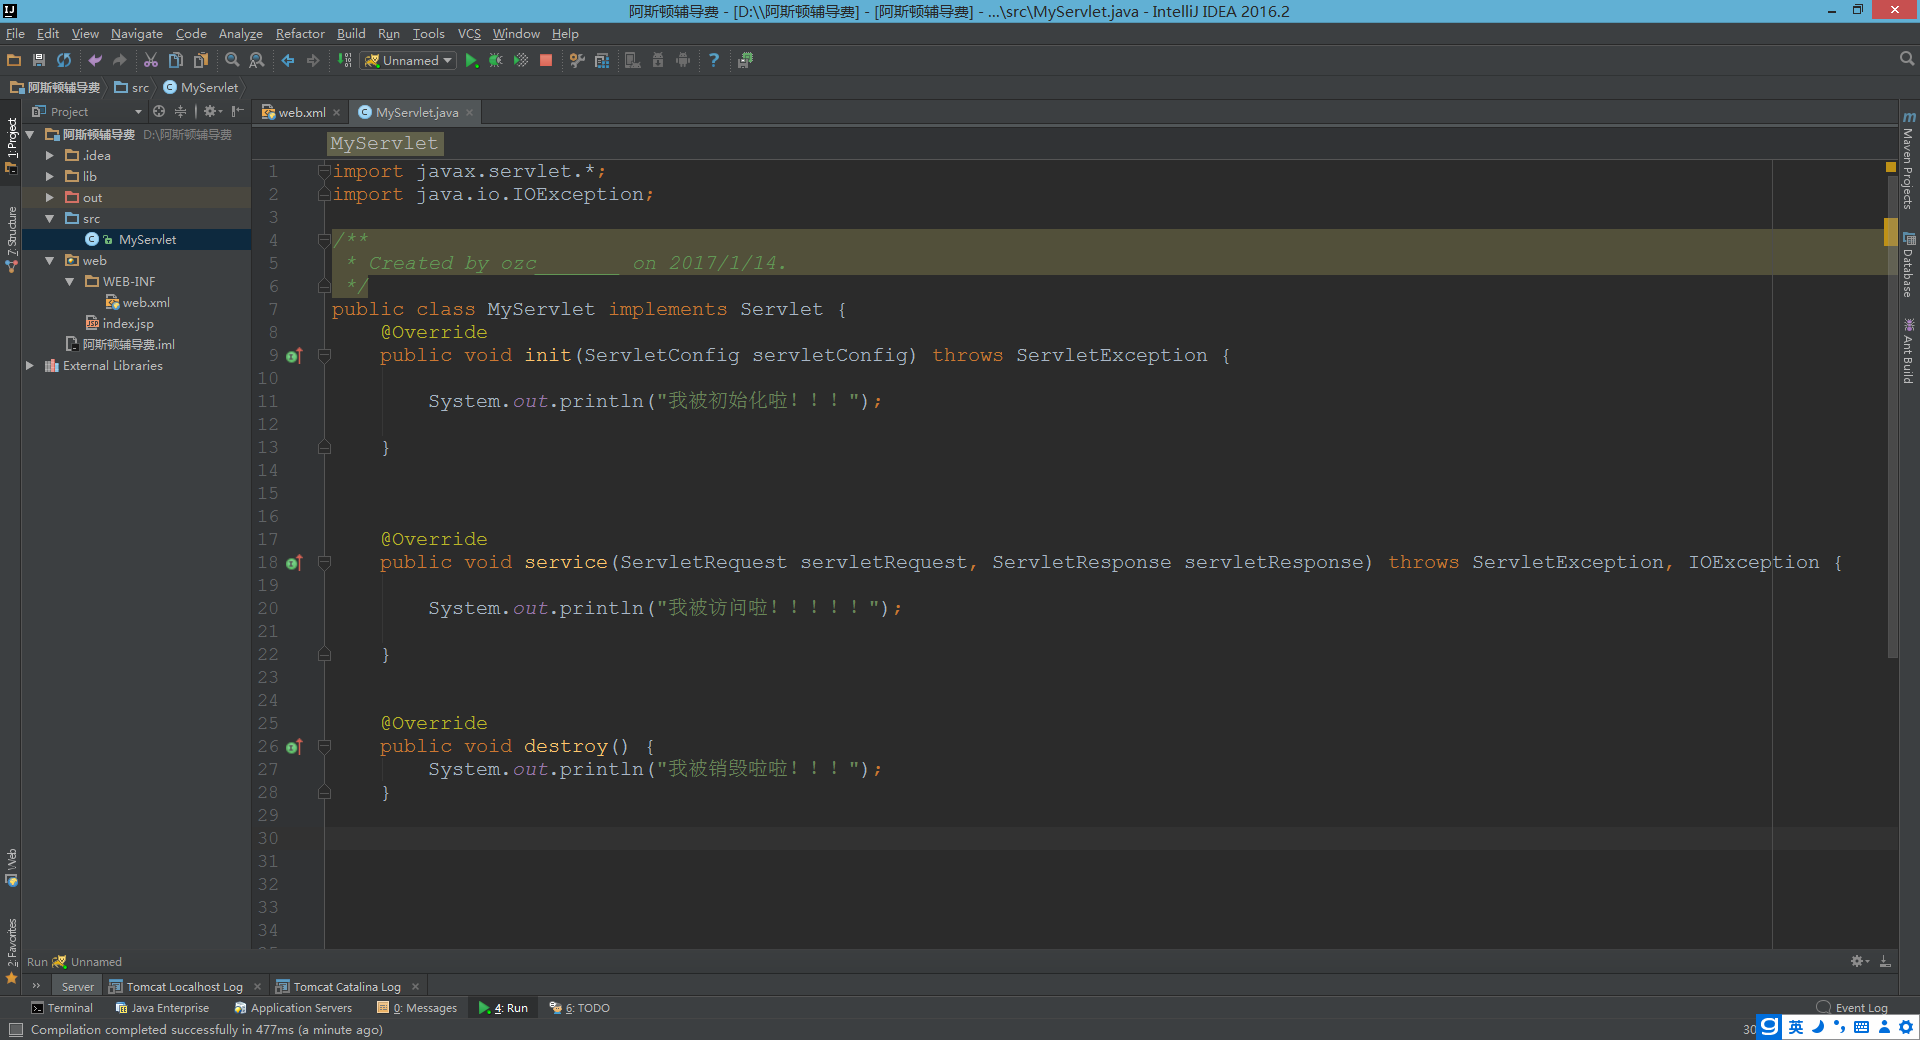 阿斯顿辅导费 - [D:\\阿斯顿辅导费] - [阿斯顿辅导费] - ...\src\MyServlet.java - IntelliJ IDEA 2016.2
File Edit View Navigate Code Analyze Refactor Build Run Tools VCS Window Help
Unnamed
阿斯顿辅导费 src MyServlet
Project
web.xml MyServlet.java
1: Project
7: Structure
Web
2: Favorites
阿斯顿辅导费 D:\阿斯顿辅导费
.idea
lib
out
src
MyServlet
web
WEB-INF
web.xml
index.jsp
阿斯顿辅导费.iml
External Libraries
MyServlet
1 import javax.servlet.*;
2 import java.io.IOException;
3
4 /**
5 * Created by ozc_______ on 2017/1/14.
6 */
7 public class MyServlet implements Servlet {
8 @Override
9 public void init(ServletConfig servletConfig) throws ServletException {
10
11 System.out.println("我被初始化啦！！！");
12
13 }
14
15
16
17 @Override
18 public void service(ServletRequest servletRequest, ServletResponse servletResponse) throws ServletException, IOException {
19
20 System.out.println("我被访问啦！！！！！");
21
22 }
23
24
25 @Override
26 public void destroy() {
27 System.out.println("我被销毁啦啦！！！");
28 }
29
30
31
32
33
34
Maven Projects
Database
Ant Build
Run Unnamed
Server Tomcat Localhost Log Tomcat Catalina Log
Terminal Java Enterprise Application Servers 0: Messages 4: Run 6: TODO Event Log
Compilation completed successfully in 477ms (a minute ago) 30
英